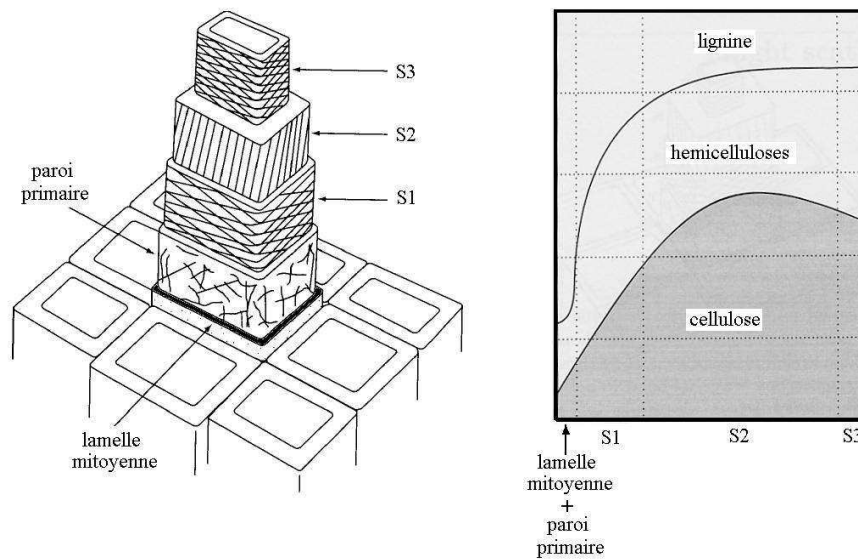 S3
S2
S1
paroi
primaire
lamelle
mitoyenne
lignine
hemicelluloses
cellulose
S1
S2
S3
lamelle
mitoyenne
+
paroi
primaire